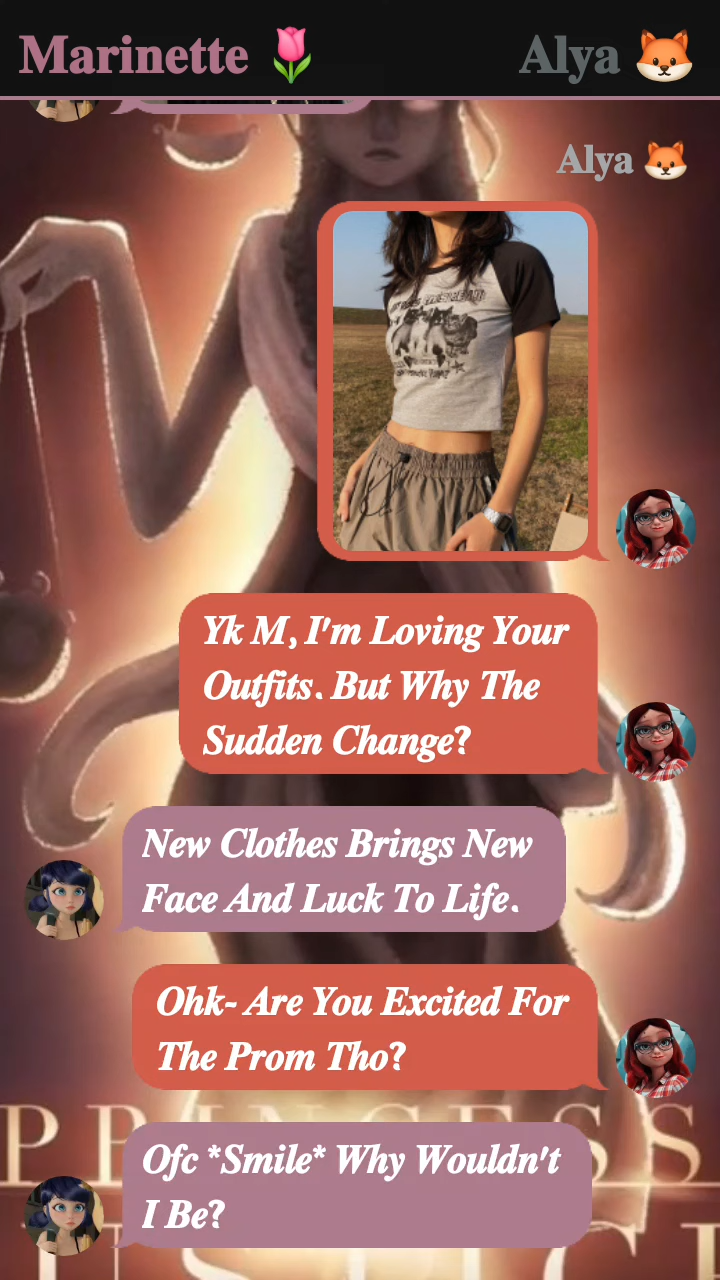 Marinette 🌷 Alya 🦊
Alya 🦊
Yk M, I'm Loving Your
Outfits. But Why The
Sudden Change?
New Clothes Brings New
Face And Luck To Life.
Ohk- Are You Excited For
The Prom Tho?
Ofc *Smile* Why Wouldn't
I Be?